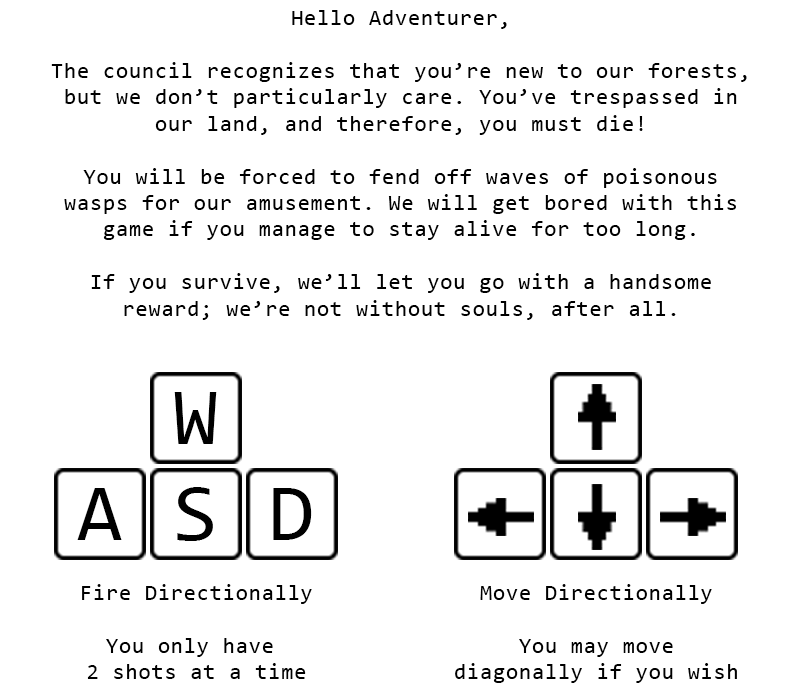 Hello Adventurer,
The council recognizes that you’re new to our forests,
but we don’t particularly care. You’ve trespassed in
our land, and therefore, you must die!
You will be forced to fend off waves of poisonous
wasps for our amusement. We will get bored with this
game if you manage to stay alive for too long.
If you survive, we’ll let you go with a handsome
reward; we’re not without souls, after all.
W
A S D
Fire Directionally
You only have
2 shots at a time
Move Directionally
You may move
diagonally if you wish